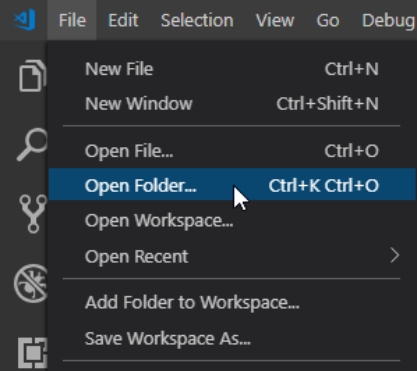 File Edit Selection View Go Debug
New File Ctrl+N
New Window Ctrl+Shift+N
Open File... Ctrl+O
Open Folder... Ctrl+K Ctrl+O
Open Workspace...
Open Recent
Add Folder to Workspace...
Save Workspace As...